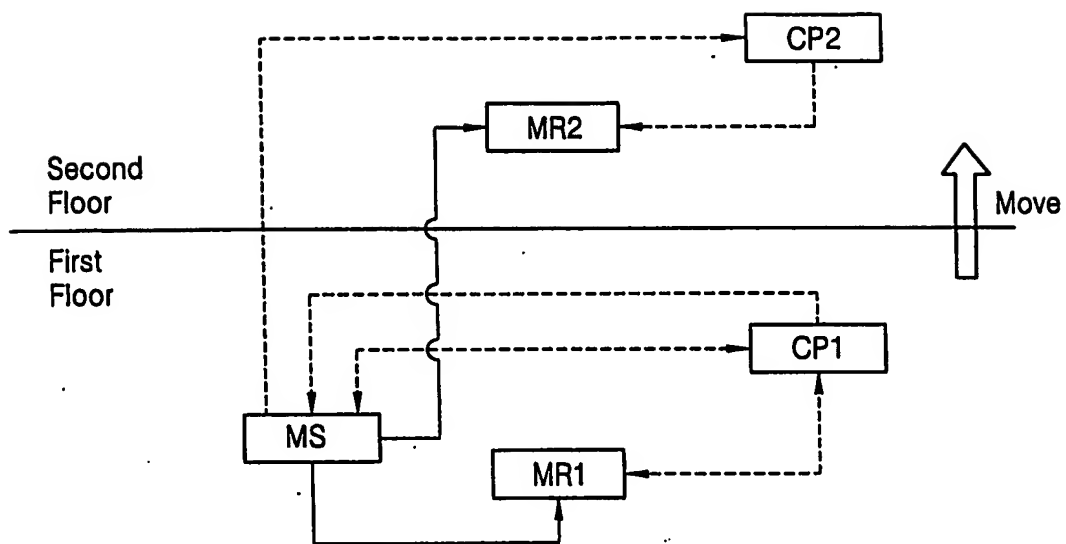 CP2
MR2
Second
Floor
Move
First
Floor
CP1
MS
MR1